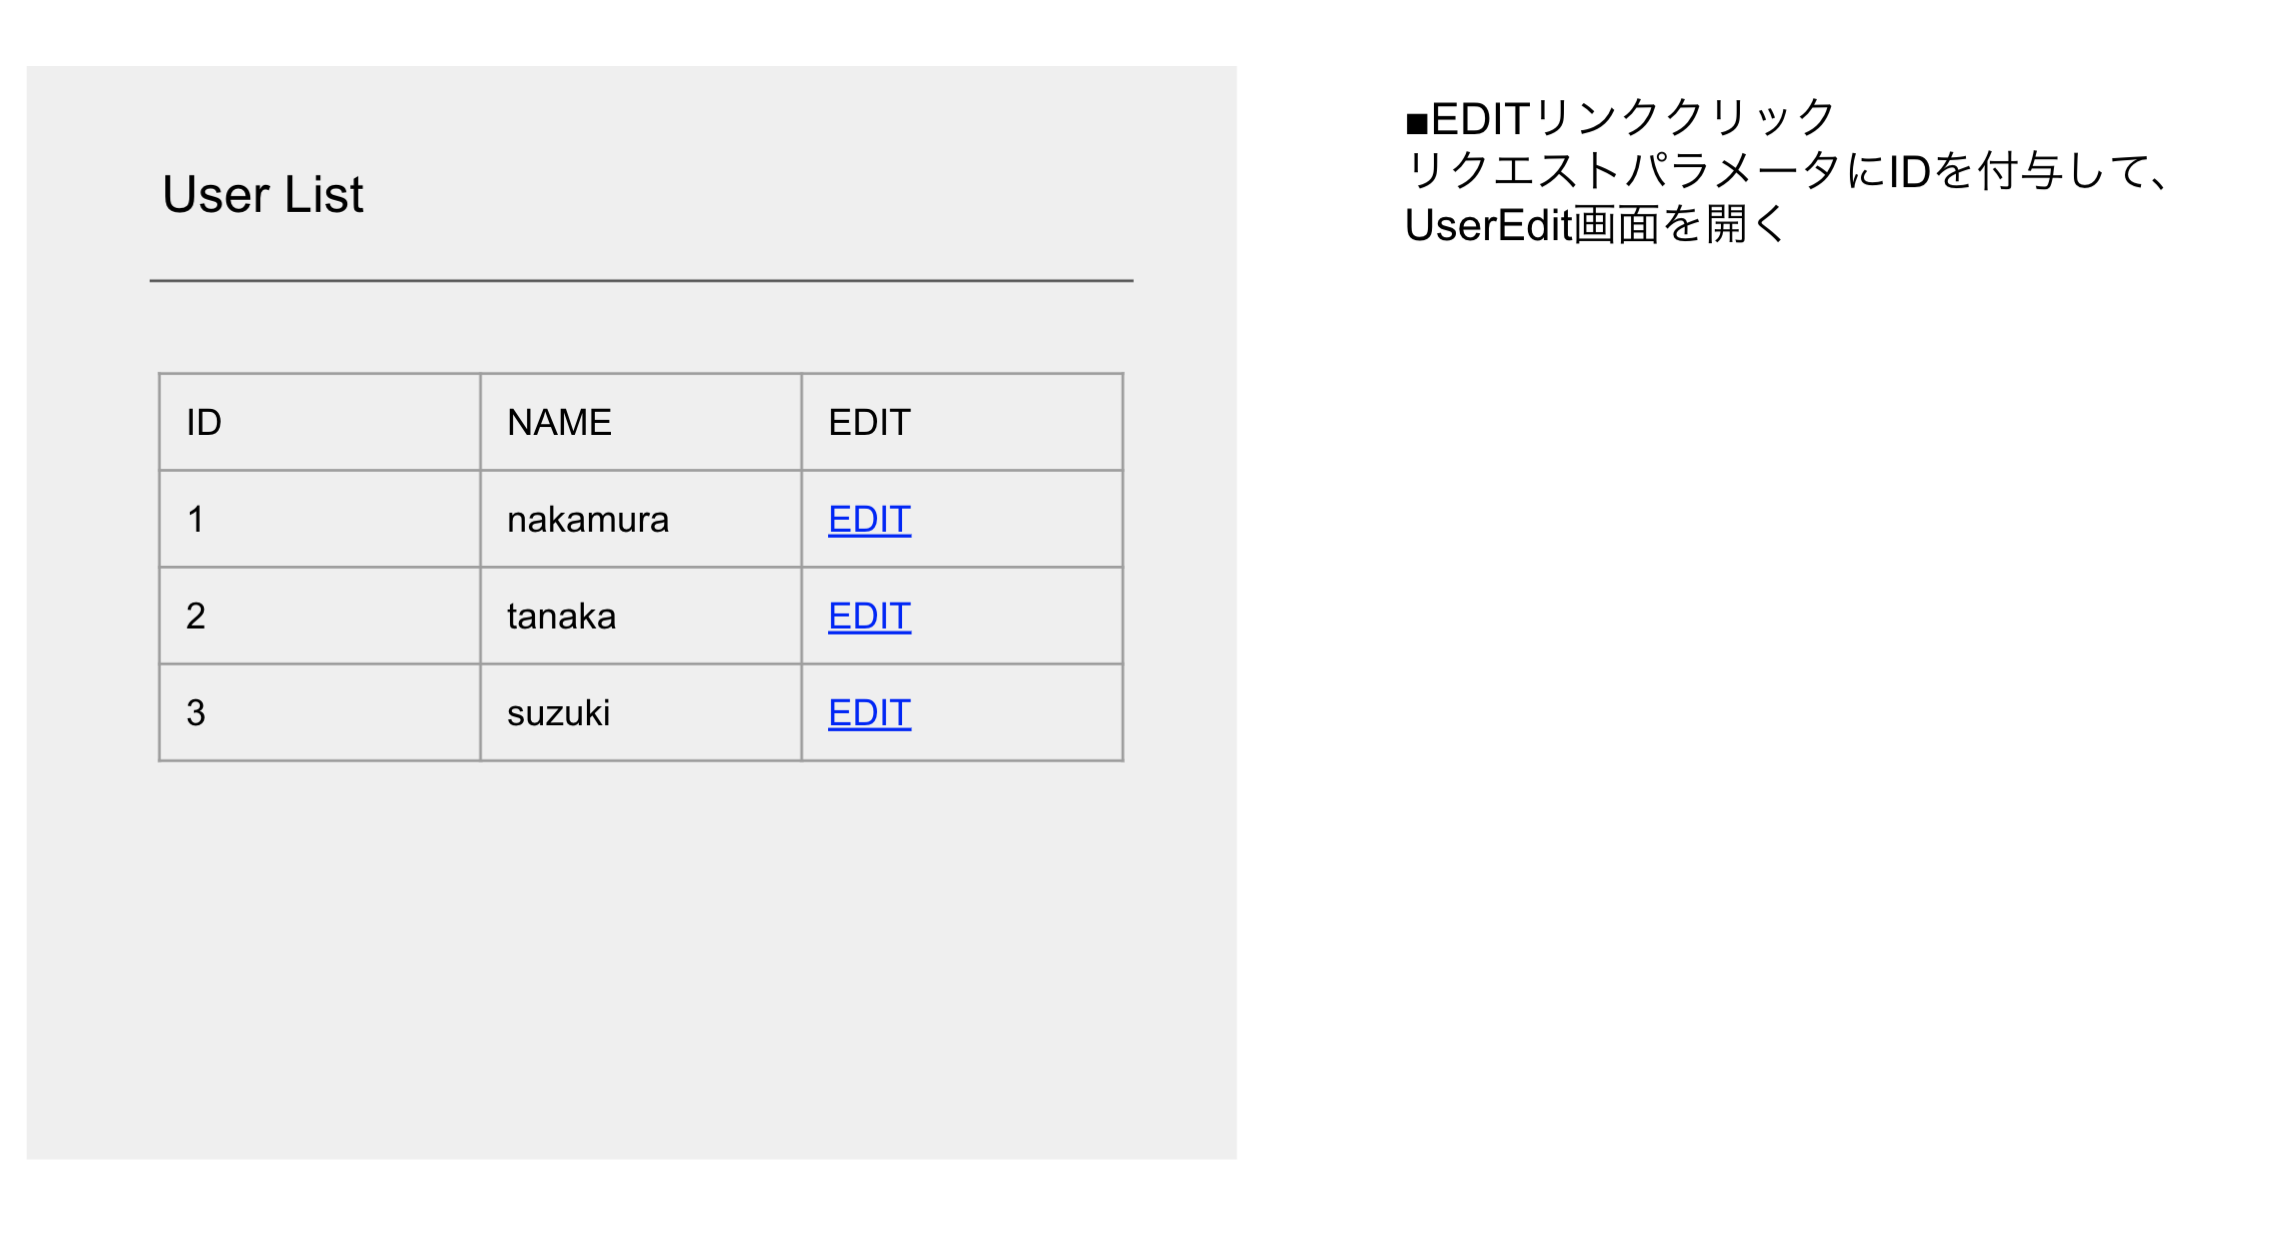 User List
ID NAME EDIT
1 nakamura EDIT
2 tanaka EDIT
3 suzuki EDIT
■EDITリンククリック
リクエストパラメータにIDを付与して、
UserEdit画面を開く